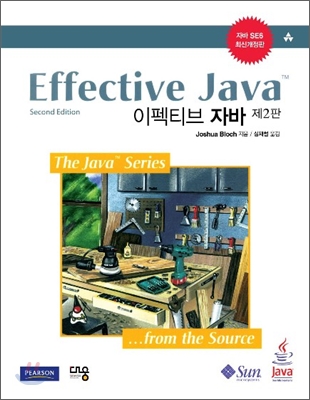 자바 SE6
최신개정판
Effective Java™
Second Edition
이펙티브 자바 제2판
Joshua Bloch 지음 / 심재철 옮김
The Java™ Series
...from the Source
PEARSON
Sun
Java